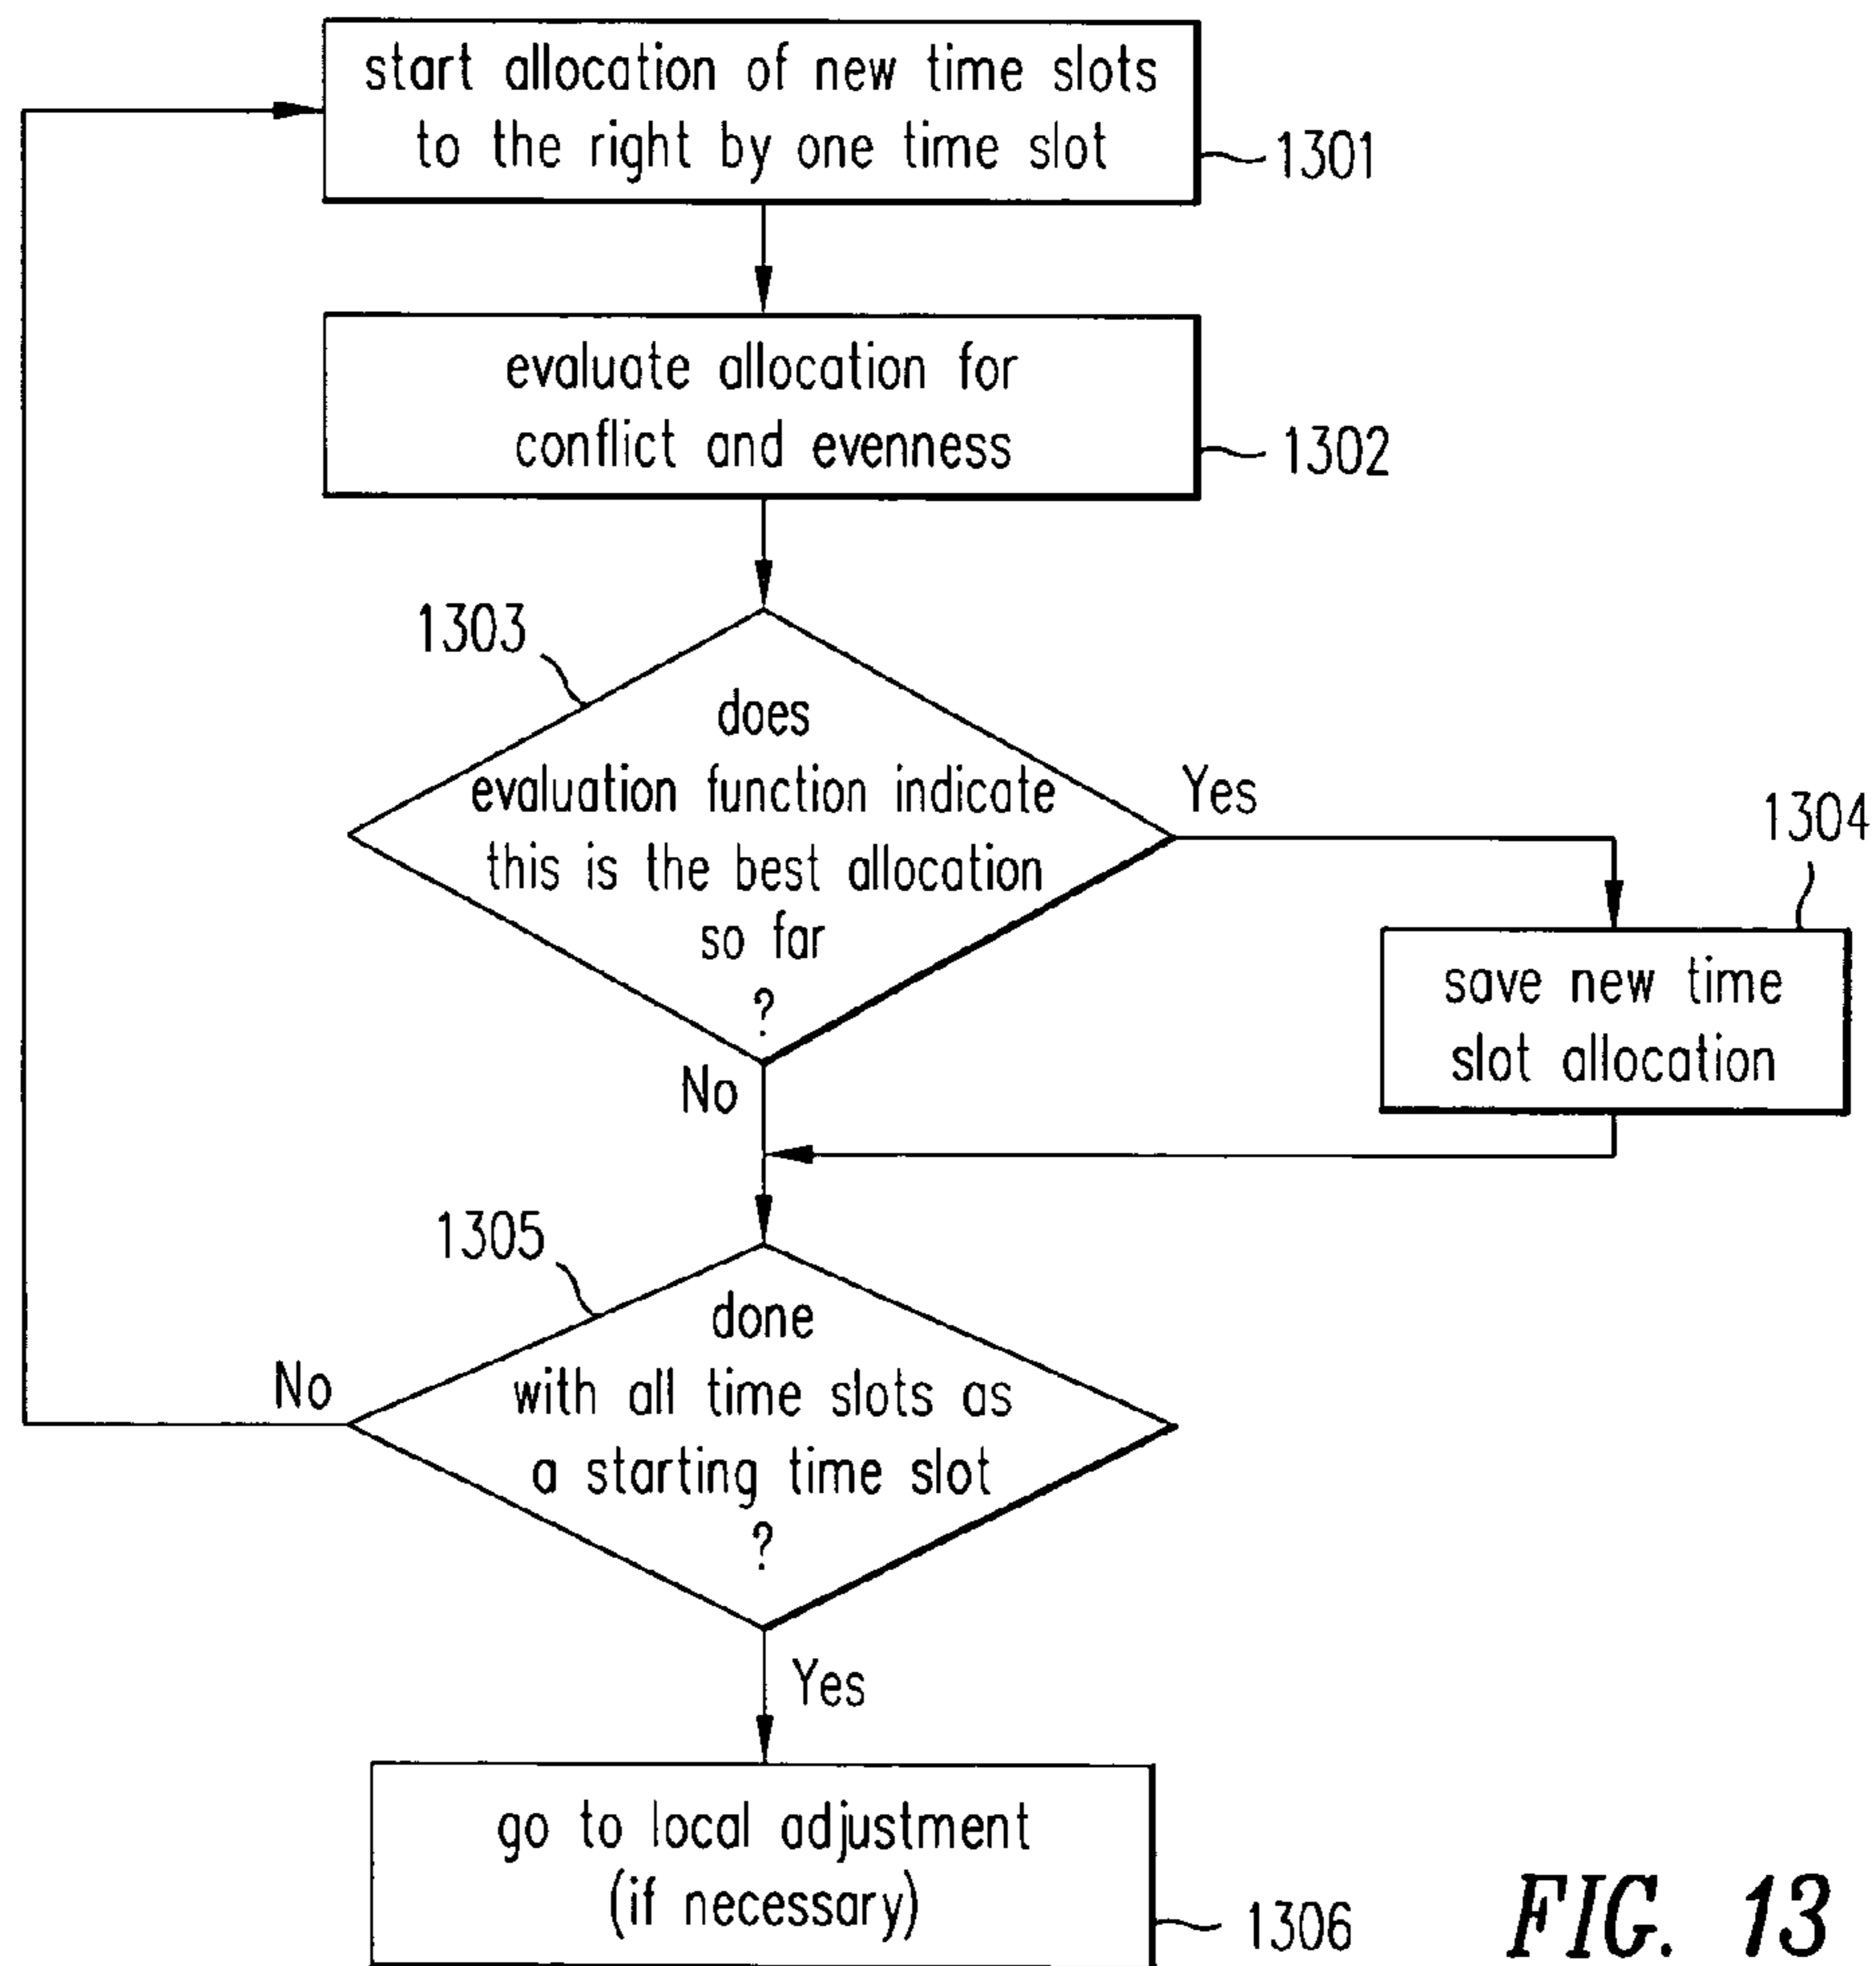 start allocation of new time slots
to the right by one time slot
1301
evaluate allocation for
conflict and evenness
1302
1303
does
evaluation function indicate
this is the best allocation
so far
?
Yes
No
1304
save new time
slot allocation
1305
done
with all time slots as
a starting time slot
?
No
Yes
go to local adjustment
(if necessary)
1306
FIG. 13